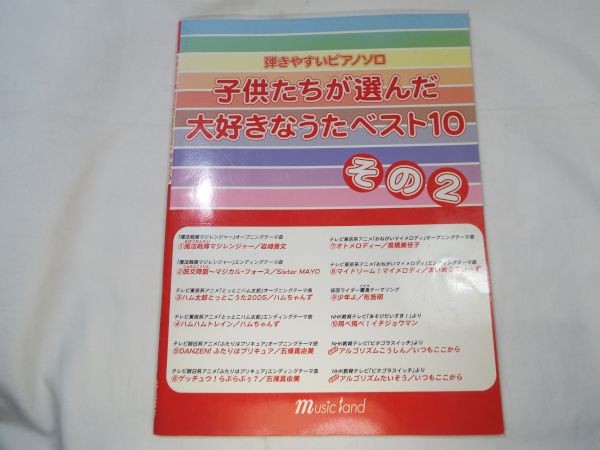 弾きやすいピアノソロ
子供たちが選んだ
大好きなうたベスト10
その2
「魔法戦隊マジレンジャー」オープニングテーマ曲
①魔法戦隊マジレンジャー／岩崎貴文
「魔法戦隊マジレンジャー」エンディングテーマ曲
②呪文降臨～マジカル・フォース／Sister MAYO
テレビ東京系アニメ「とっとこハム太郎」オープニングテーマ曲
③ハム太郎とっとこうた2005／ハムちゃんず
テレビ東京系アニメ「とっとこハム太郎」エンディングテーマ曲
④ハムハムトレイン／ハムちゃんず
テレビ朝日系アニメ「ふたりはプリキュア」オープニングテーマ曲
⑤DANZEN! ふたりはプリキュア／五條真由美
テレビ朝日系アニメ「ふたりはプリキュア」エンディングテーマ曲
⑥ゲッチュウ！らぶらぶぅ？／五條真由美
テレビ東京系アニメ「おねがいマイメロディ」オープニングテーマ曲
⑦オトメロディー／高橋美佳子
テレビ東京系アニメ「おねがいマイメロディ」エンディングテーマ曲
⑧マイドリーム！マイメロディ／
仮面ライダー響鬼テーマソング
⑨少年よ／布施明
NHK教育テレビ「あそびだいすき！」より
⑩飛べ飛べ！イチジョウマン
NHK教育テレビ「ピタゴラスイッチ」より
アルゴリズムこうしん／いつもここから
NHK教育テレビ「ピタゴラスイッチ」より
アルゴリズムたいそう／いつもここから
music land